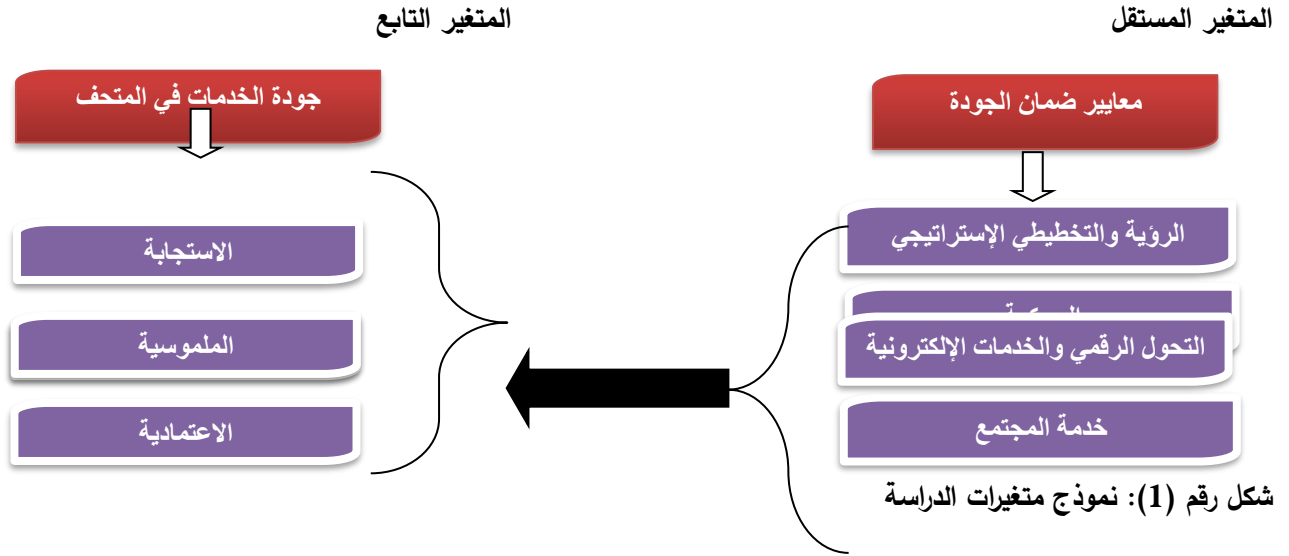 المتغير المستقل
المتغير التابع
معايير ضمان الجودة
جودة الخدمات في المتحف
الرؤية والتخطيطي الإستراتيجي
التحول الرقمي والخدمات الإلكترونية
خدمة المجتمع
الاستجابة
الملموسية
الاعتمادية
شكل رقم (1): نموذج متغيرات الدراسة